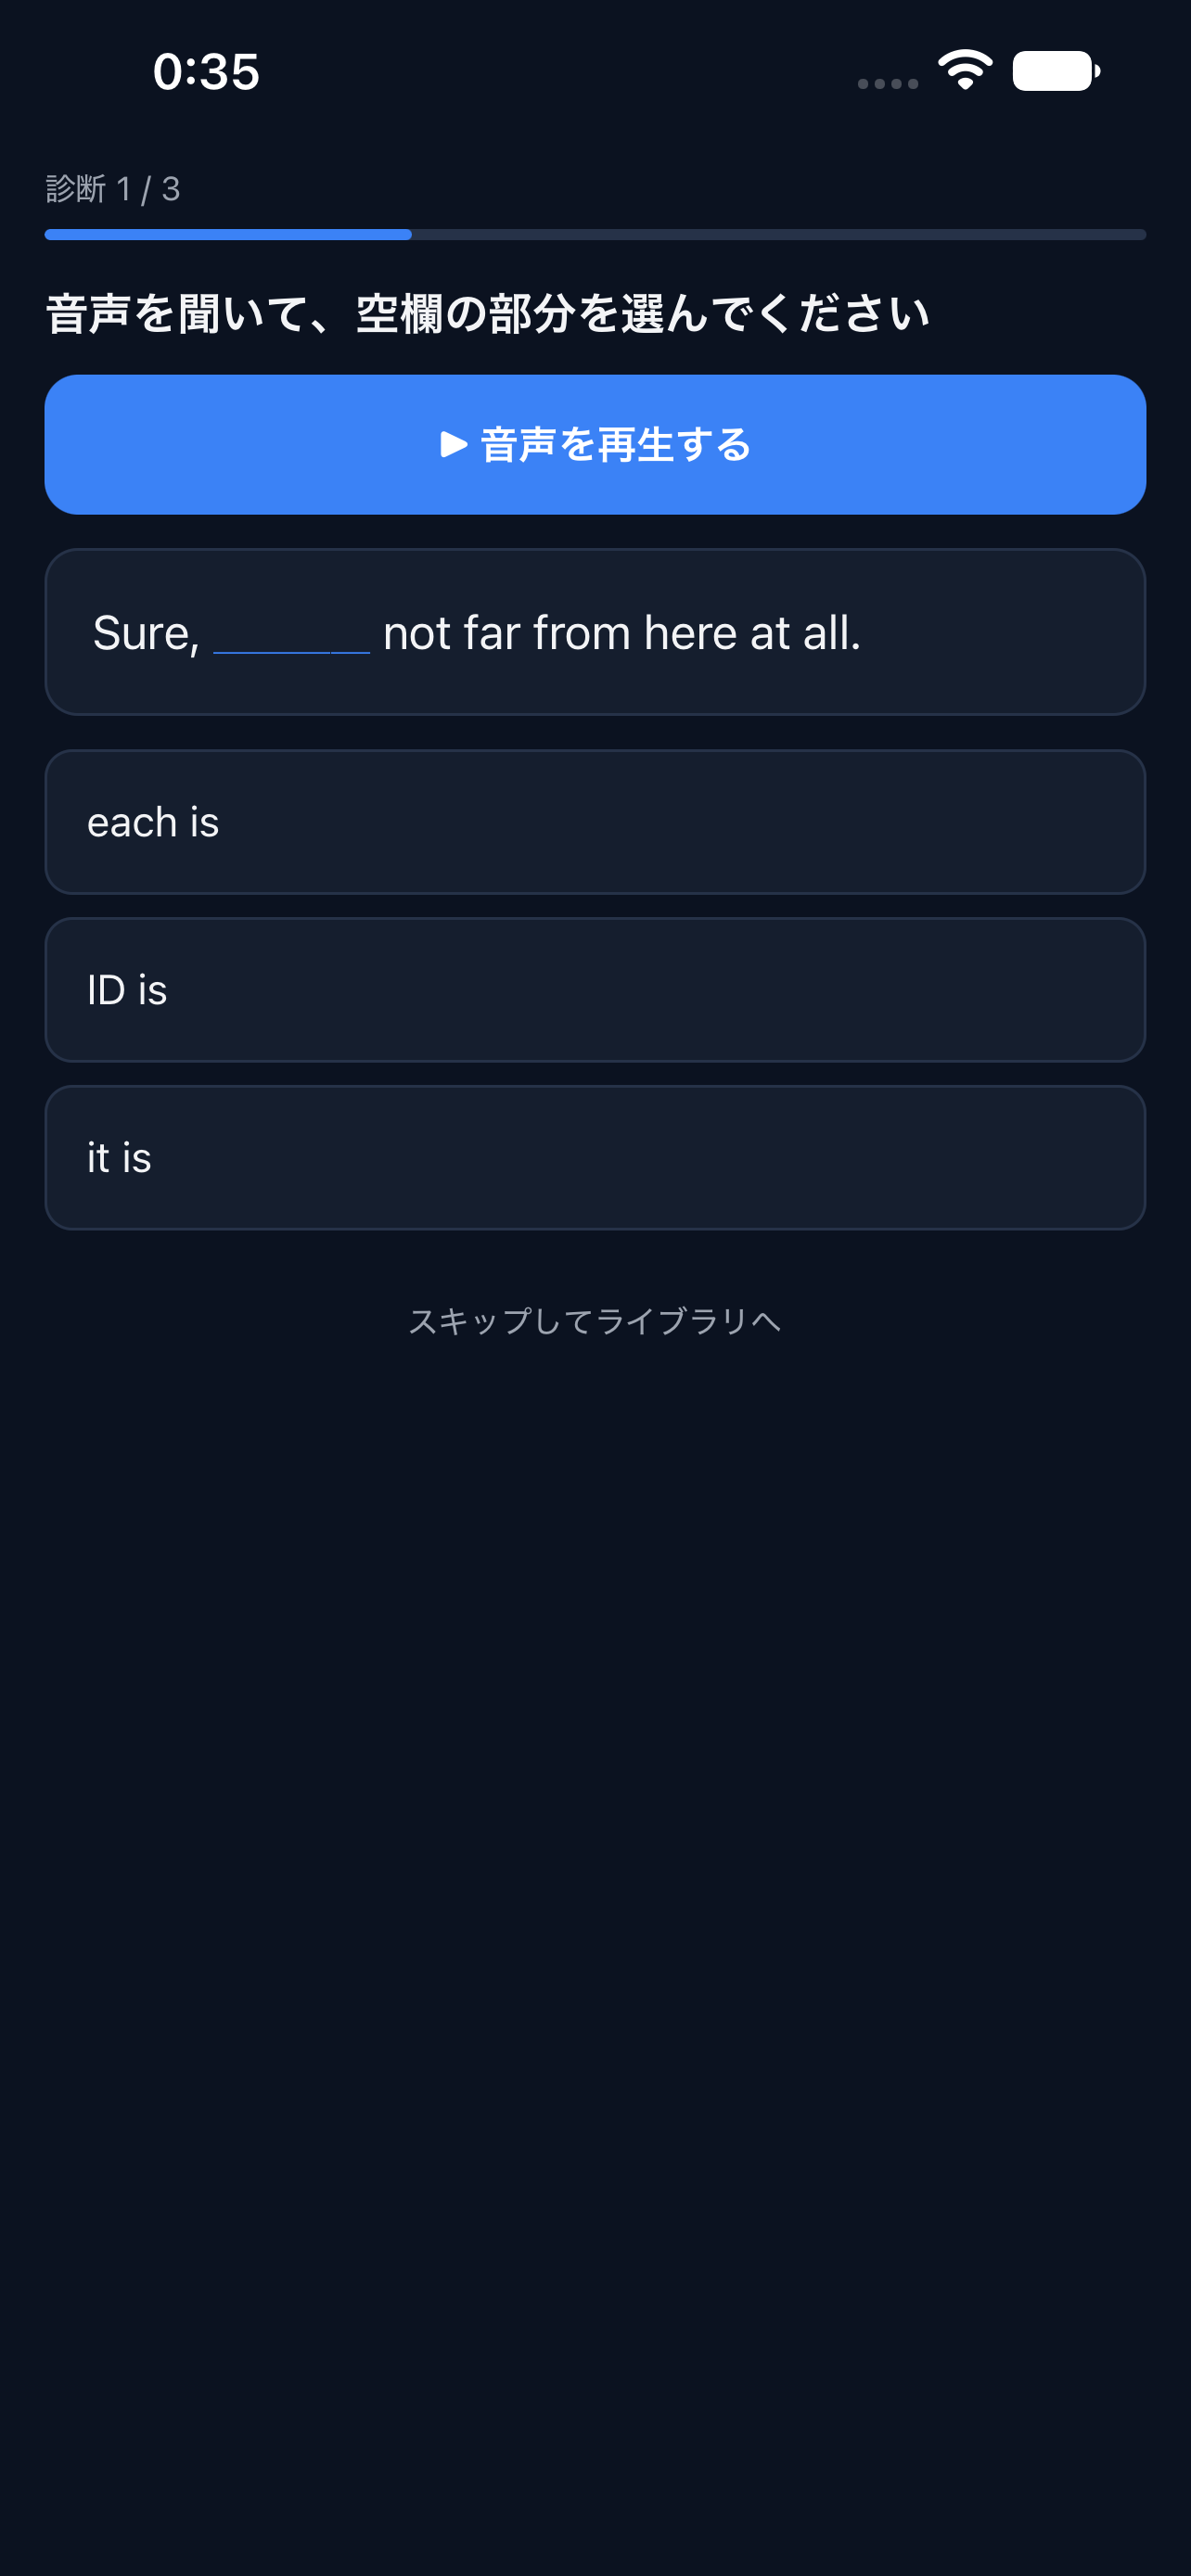 0:35
診断 1 / 3
音声を聞いて、空欄の部分を選んでください
▶ 音声を再生する
Sure, ________ not far from here at all.
each is
ID is
it is
スキップしてライブラリへ